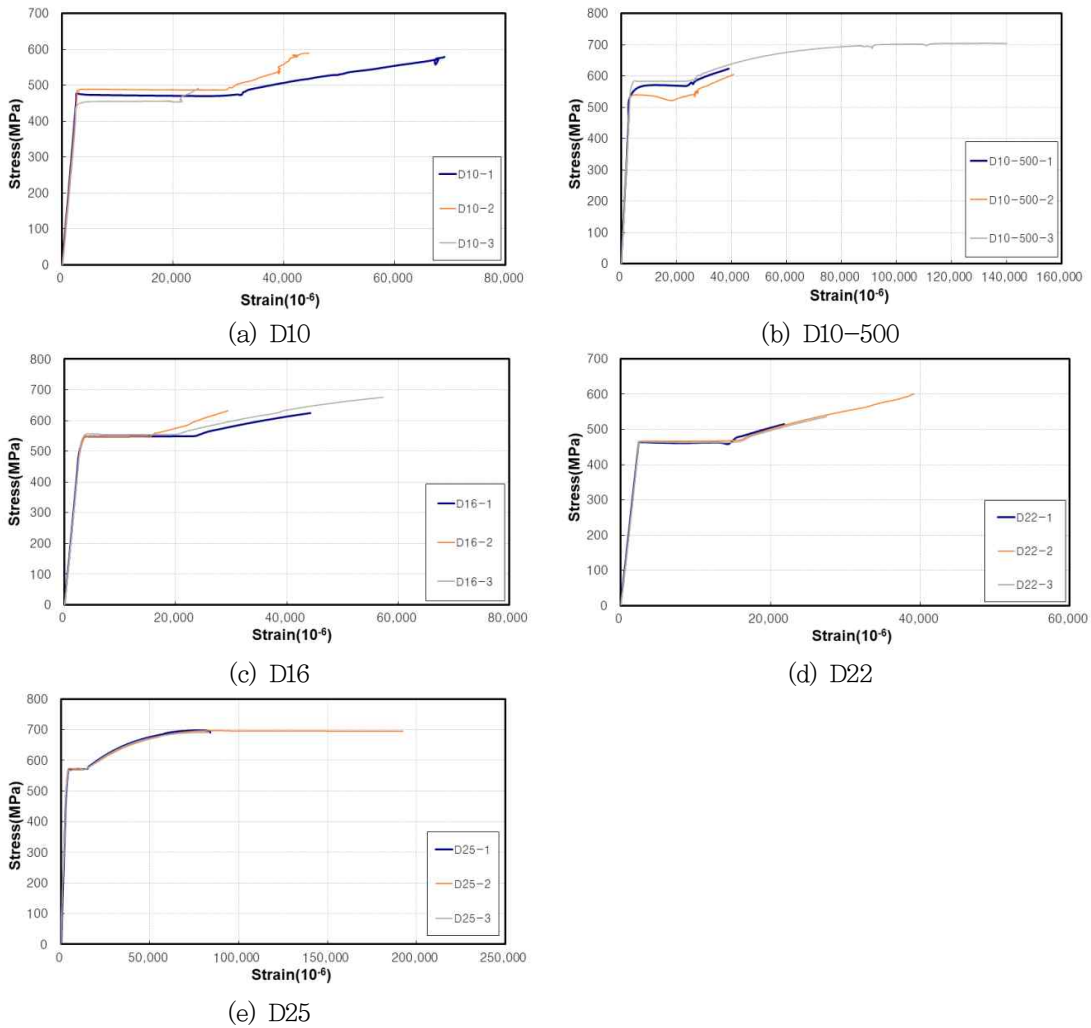 700
600
500
400
300
200
100
0
Stress(MPa)
0 20,000 40,000 60,000 80,000
Strain(10-6)
D10-1
D10-2
D10-3
(a) D10
800
700
600
500
400
300
200
100
0
Stress(MPa)
0 20,000 40,000 60,000 80,000 100,000 120,000 140,000 160,000
Strain(10-6)
D10-500-1
D10-500-2
D10-500-3
(b) D10-500
800
700
600
500
400
300
200
100
0
Stress(MPa)
0 20,000 40,000 60,000 80,000
Strain(10-6)
D16-1
D16-2
D16-3
(c) D16
700
600
500
400
300
200
100
0
Stress(MPa)
0 20,000 40,000 60,000
Strain(10-6)
D22-1
D22-2
D22-3
(d) D22
800
700
600
500
400
300
200
100
0
Stress(MPa)
0 50,000 100,000 150,000 200,000 250,000
Strain(10-6)
D25-1
D25-2
D25-3
(e) D25